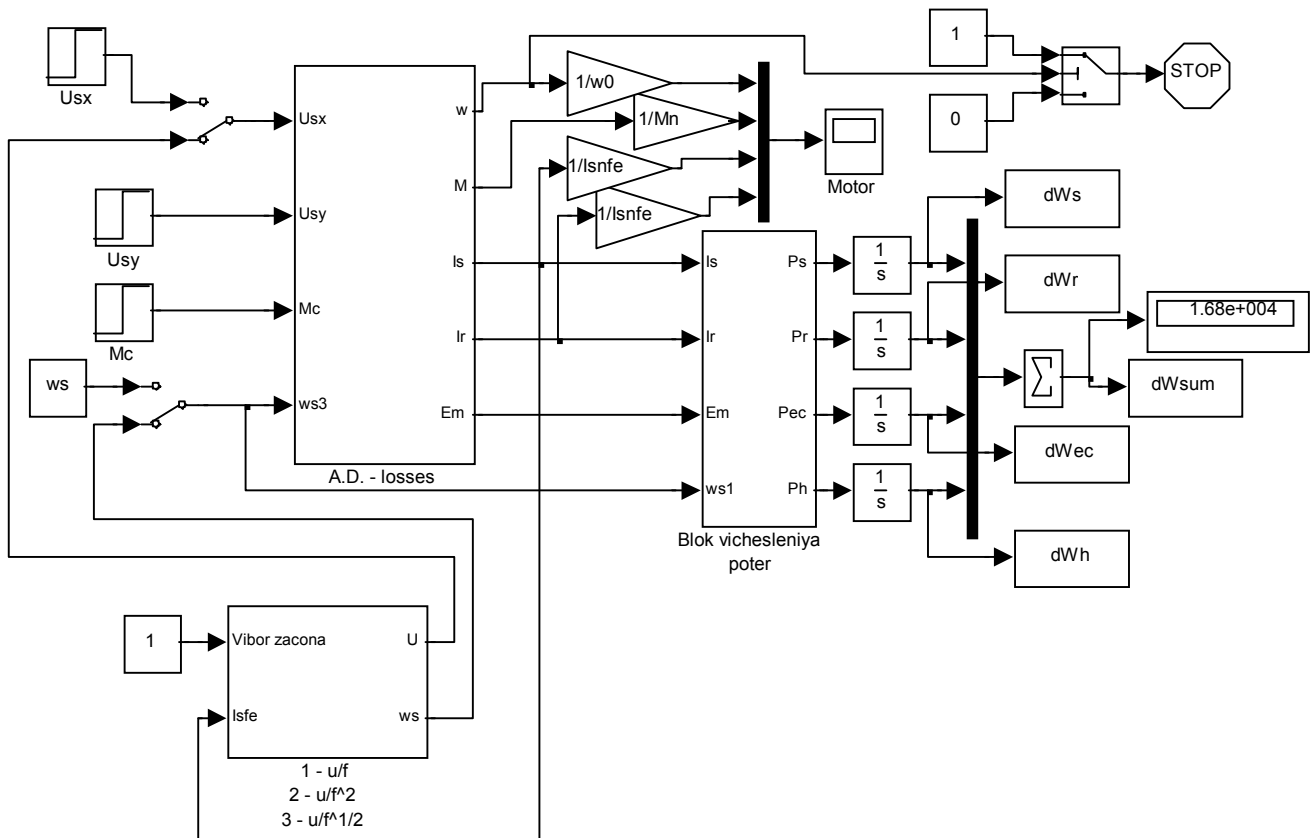 Usx
Usy
Mc
ws
Usx
Usy
Mc
ws3
w
M
Is
Ir
Em
A.D. - losses
1/w0
1/Mn
1/Isnfe
1/Isnfe
Motor
1
0
STOP
Is
Ir
Em
ws1
Ps
Pr
Pec
Ph
Blok vichesleniya
poter
1
s
1
s
1
s
1
s
dWs
dWr
1.68e+004
dWsum
dWec
dWh
1
Vibor zacona
Isfe
U
ws
1 - u/f
2 - u/f^2
3 - u/f^1/2